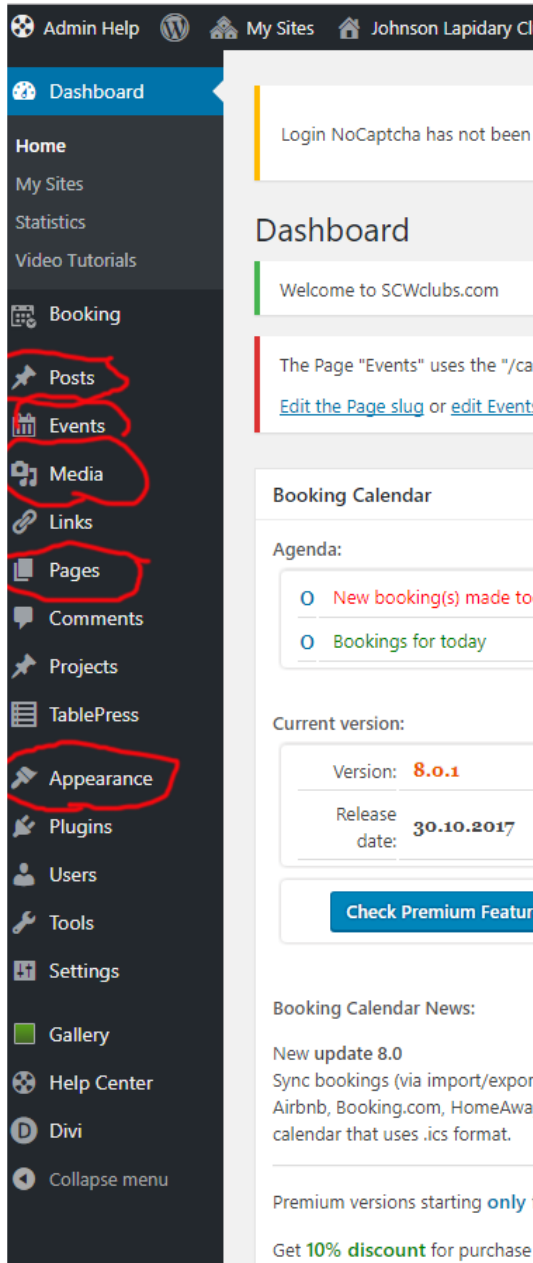 Admin Help My Sites Johnson Lapidary Cl
Dashboard
Home
My Sites
Statistics
Video Tutorials
Booking
Posts
Events
Media
Links
Pages
Comments
Projects
TablePress
Appearance
Plugins
Users
Tools
Settings
Gallery
Help Center
Divi
Collapse menu
Login NoCaptcha has not been
Dashboard
Welcome to SCWclubs.com
The Page "Events" uses the "/ca
Edit the Page slug or edit Events
Booking Calendar
Agenda:
0 New booking(s) made to
0 Bookings for today
Current version:
Version: 8.0.1
Release date: 30.10.2017
Check Premium Featur
Booking Calendar News:
New update 8.0
Sync bookings (via import/expor
Airbnb, Booking.com, HomeAwa
calendar that uses .ics format.
Premium versions starting only
Get 10% discount for purchase